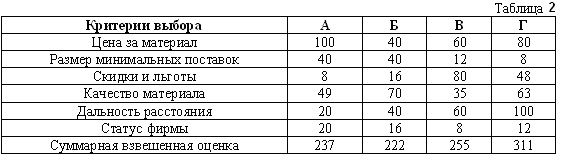 Таблица 2
Критерии выбора А Б В Г
Цена за материал 100 40 60 80
Размер минимальных поставок 40 40 12 8
Скидки и льготы 8 16 80 48
Качество материала 49 70 35 63
Дальность расстояния 20 40 60 100
Статус фирмы 20 16 8 12
Суммарная взвешенная оценка 237 222 255 311